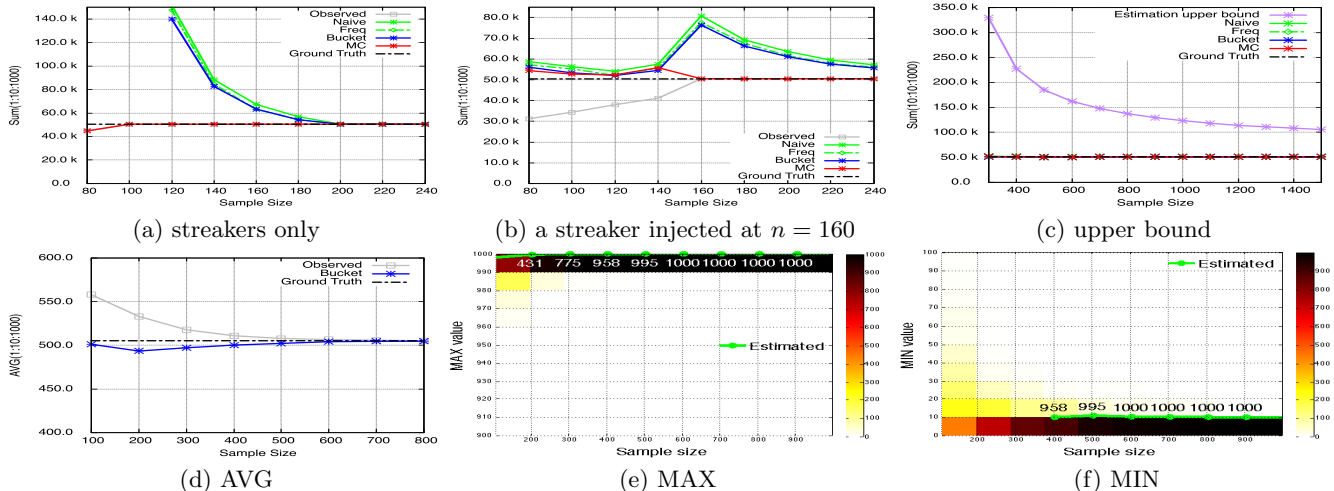 Observed
Naive
Freq
Bucket
MC
Ground Truth
Sum(1:10:1000)
140.0 k
120.0 k
100.0 k
80.0 k
60.0 k
40.0 k
20.0 k
0.0
80 100 120 140 160 180 200 220 240
Sample Size
(a) streakers only
Sum(1:10:1000)
80.0 k
70.0 k
60.0 k
50.0 k
40.0 k
30.0 k
20.0 k
10.0 k
0.0
Observed
Naive
Freq
Bucket
MC
Ground Truth
80 100 120 140 160 180 200 220 240
Sample Size
(b) a streaker injected at n = 160
Sum(10:10:1000)
350.0 k
300.0 k
250.0 k
200.0 k
150.0 k
100.0 k
50.0 k
0.0
Estimation upper bound
Naive
Freq
Bucket
MC
Ground Truth
400 600 800 1000 1200 1400
Sample Size
(c) upper bound
AVG(1:10:1000)
600.0
550.0
500.0
450.0
400.0
Observed
Bucket
Ground Truth
100 200 300 400 500 600 700 800
Sample Size
(d) AVG
MAX value
1000
990
980
970
960
950
940
930
920
910
900
431 775 958 995 1000 1000 1000 1000
Estimated
200 300 400 500 600 700 800 900
Sample size
1000
900
800
700
600
500
400
300
200
100
0
(e) MAX
MIN value
100
90
80
70
60
50
40
30
20
10
0
Estimated
958 995 1000 1000 1000 1000
200 300 400 500 600 700 800 900
Sample size
900
800
700
600
500
400
300
200
100
0
(f) MIN